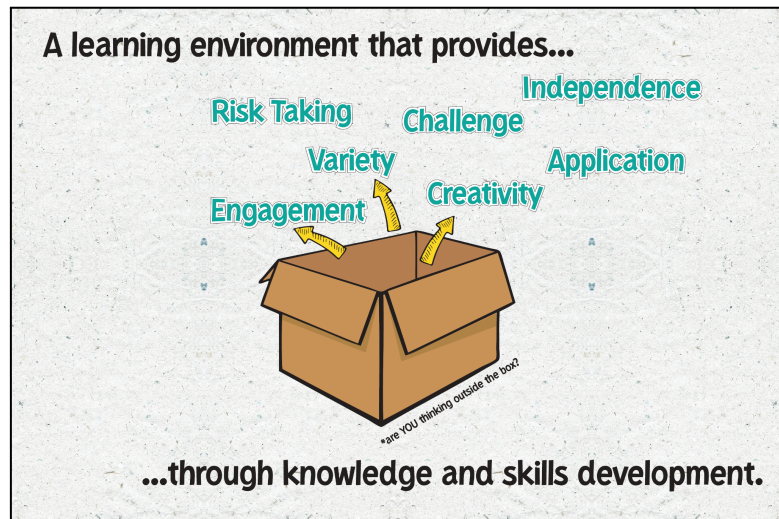 A learning environment that provides...
Independence
Risk Taking
Challenge
Variety
Application
Creativity
Engagement
*are YOU thinking outside the box?
...through knowledge and skills development.